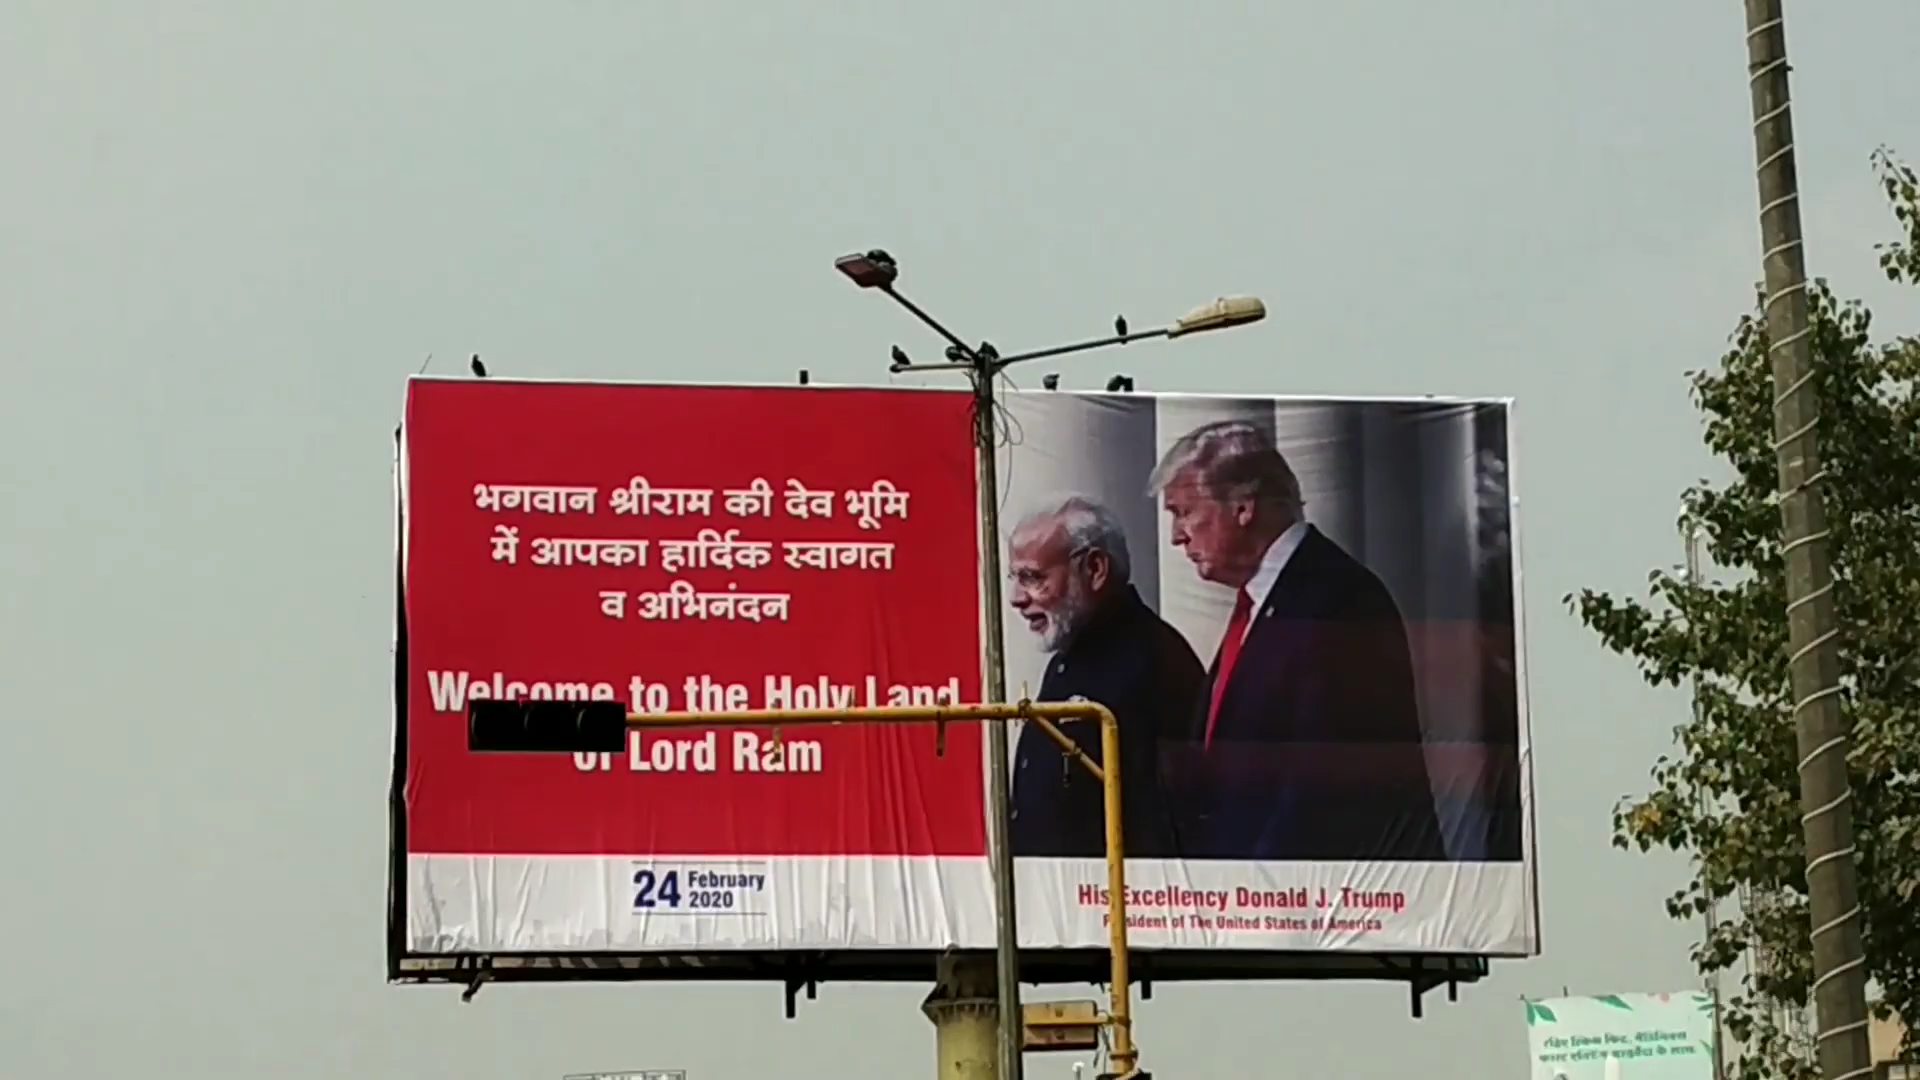 भगवान श्रीराम की देव भूमि
में आपका हार्दिक स्वागत
व अभिनंदन
Welcome to the Holy Land
of Lord Ram
24 February
2020
His Excellency Donald J. Trump
President of The United States of America